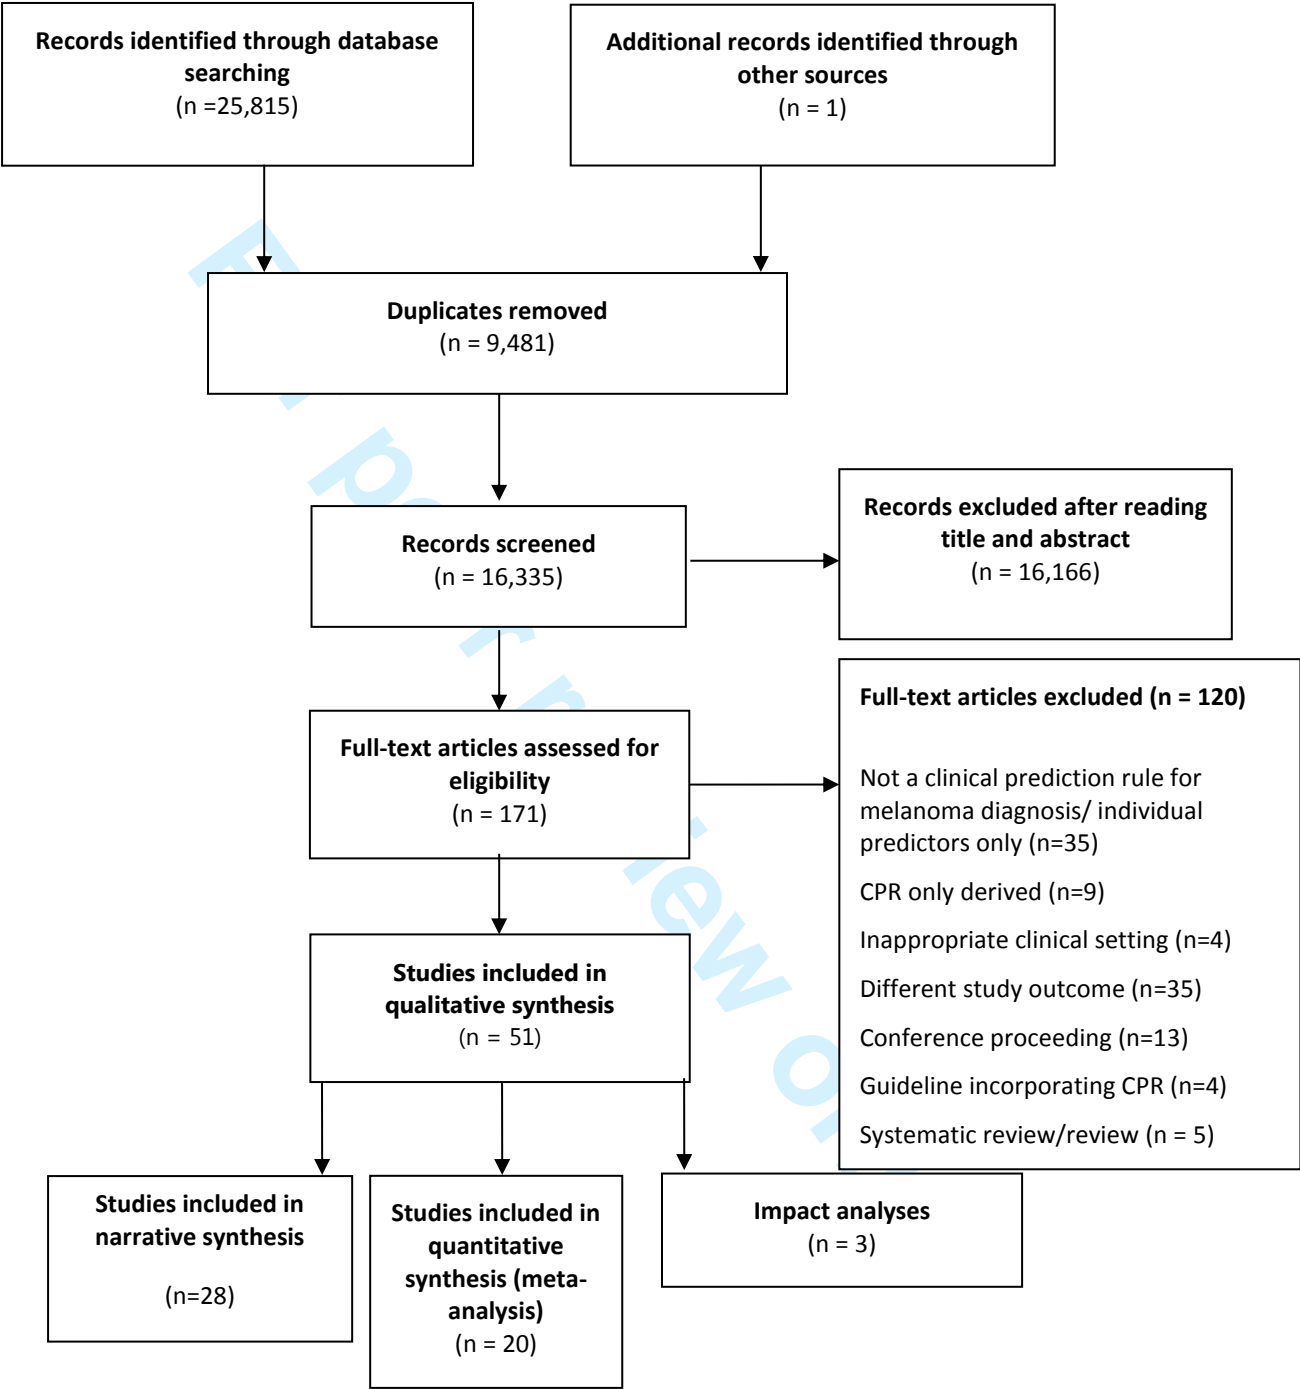 Records identified through database
searching
(n =25,815)
Additional records identified through
other sources
(n = 1)
Duplicates removed
(n = 9,481)
Records screened
(n = 16,335)
Records excluded after reading
title and abstract
(n = 16,166)
Full-text articles assessed for
eligibility
(n = 171)
Full-text articles excluded (n = 120)
Not a clinical prediction rule for
melanoma diagnosis/ individual
predictors only (n=35)
CPR only derived (n=9)
Inappropriate clinical setting (n=4)
Different study outcome (n=35)
Conference proceeding (n=13)
Guideline incorporating CPR (n=4)
Systematic review/review (n = 5)
Studies included in
qualitative synthesis
(n = 51)
Studies included in
narrative synthesis
(n=28)
Studies included in
quantitative
synthesis (meta-
analysis)
(n = 20)
Impact analyses
(n = 3)